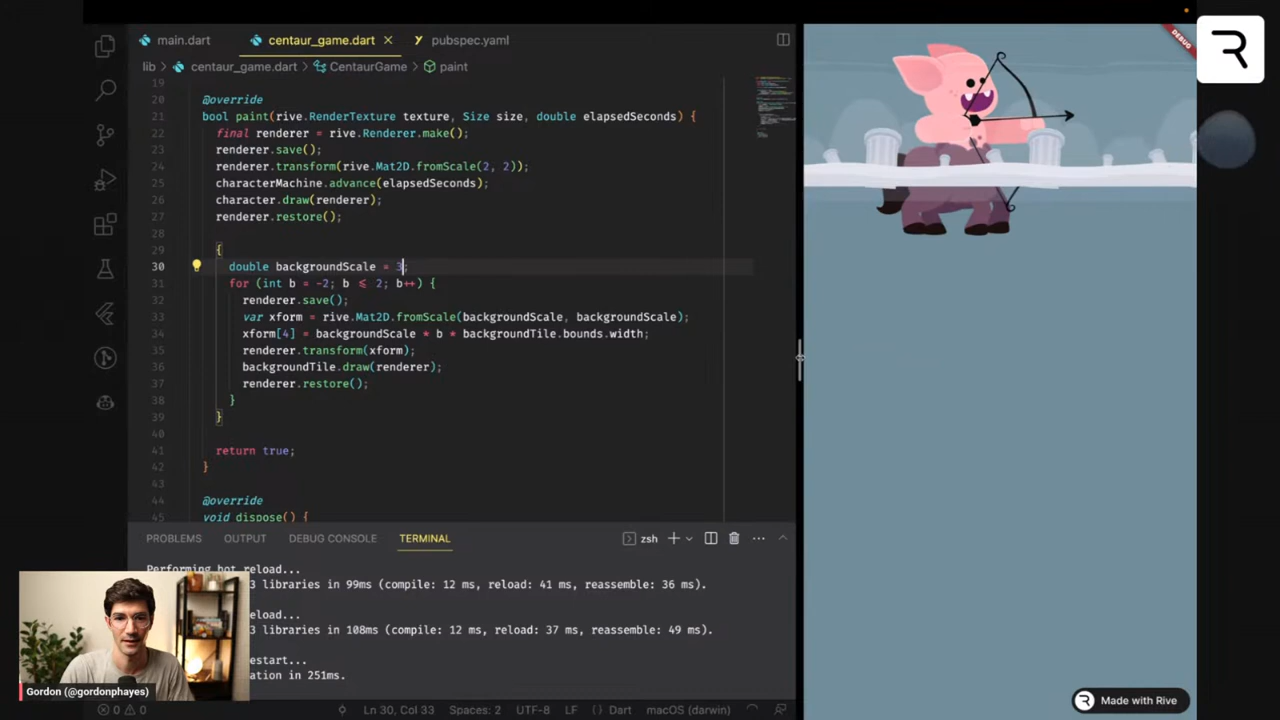 main.dart
centaur_game.dart
pubspec.yaml
lib > centaur_game.dart > CentaurGame > paint
19
20 @override
21 bool paint(rive.RenderTexture texture, Size size, double elapsedSeconds) {
22 final renderer = rive.Renderer.make();
23 renderer.save();
24 renderer.transform(rive.Mat2D.fromScale(2, 2));
25 characterMachine.advance(elapsedSeconds);
26 character.draw(renderer);
27 renderer.restore();
28
29 {
30 double backgroundScale = 3;
31 for (int b = -2; b <= 2; b++) {
32 renderer.save();
33 var xform = rive.Mat2D.fromScale(backgroundScale, backgroundScale);
34 xform[4] = backgroundScale * b * backgroundTile.bounds.width;
35 renderer.transform(xform);
36 backgroundTile.draw(renderer);
37 renderer.restore();
38 }
39 }
40
41 return true;
42 }
43
44 @override
45 void dispose() {
PROBLEMS OUTPUT DEBUG CONSOLE TERMINAL zsh
Performing hot reload...
3 libraries in 99ms (compile: 12 ms, reload: 41 ms, reassemble: 36 ms).
eload...
3 libraries in 108ms (compile: 12 ms, reload: 37 ms, reassemble: 49 ms).
estart...
ation in 251ms.
Gordon (@gordonphayes)
0 0 Ln 30, Col 33 Spaces: 2 UTF-8 LF {} Dart macOS (darwin)
DEBUG
R
Made with Rive